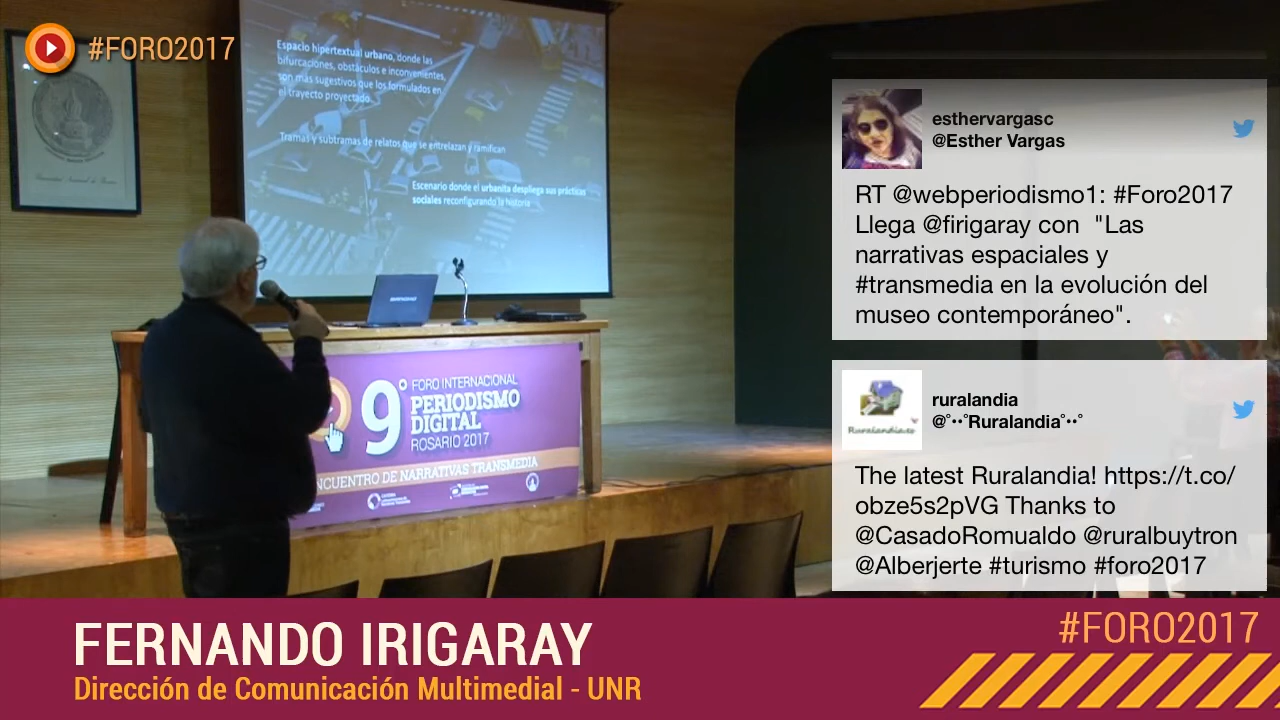 #FORO2017
Espacio hipertextual urbano, donde las
bifurcaciones, obstáculos e inconvenientes,
son más sugestivos que los formulados en
el trayecto proyectado.
Tramas y subtramas de relatos que se entrelazan y ramifican
Escenario donde el urbanita despliega sus prácticas
sociales reconfigurando la historia
9° FORO INTERNACIONAL
PERIODISMO
DIGITAL
ROSARIO 2017
NCUENTRO DE NARRATIVAS TRANSMEDIA
esthervargasc
@Esther Vargas
RT @webperiodismo1: #Foro2017
Llega @firigaray con "Las
narrativas espaciales y
#transmedia en la evolución del
museo contemporáneo".
ruralandia
@°••°Ruralandia°••°
Ruralandia.es
The latest Ruralandia! https://t.co/
obze5s2pVG Thanks to
@CasadoRomualdo @ruralbuytron
@Alberjerte #turismo #foro2017
FERNANDO IRIGARAY
Dirección de Comunicación Multimedial - UNR
#FORO2017